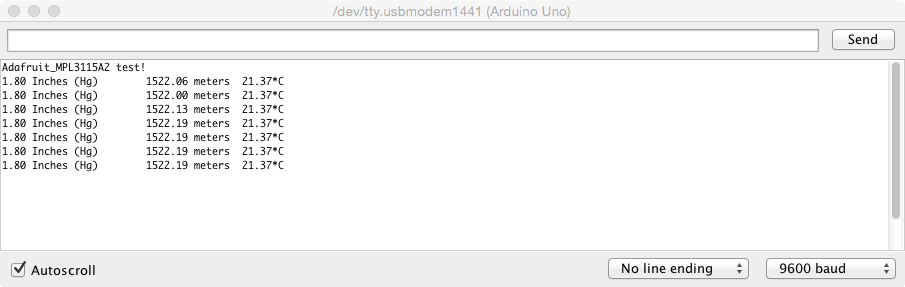 /dev/tty.usbmodem1441 (Arduino Uno)
Send
Adafruit_MPL3115A2 test!
1.80 Inches (Hg) 1522.06 meters 21.37*C
1.80 Inches (Hg) 1522.00 meters 21.37*C
1.80 Inches (Hg) 1522.13 meters 21.37*C
1.80 Inches (Hg) 1522.19 meters 21.37*C
1.80 Inches (Hg) 1522.19 meters 21.37*C
1.80 Inches (Hg) 1522.19 meters 21.37*C
1.80 Inches (Hg) 1522.19 meters 21.37*C
Autoscroll No line ending 9600 baud